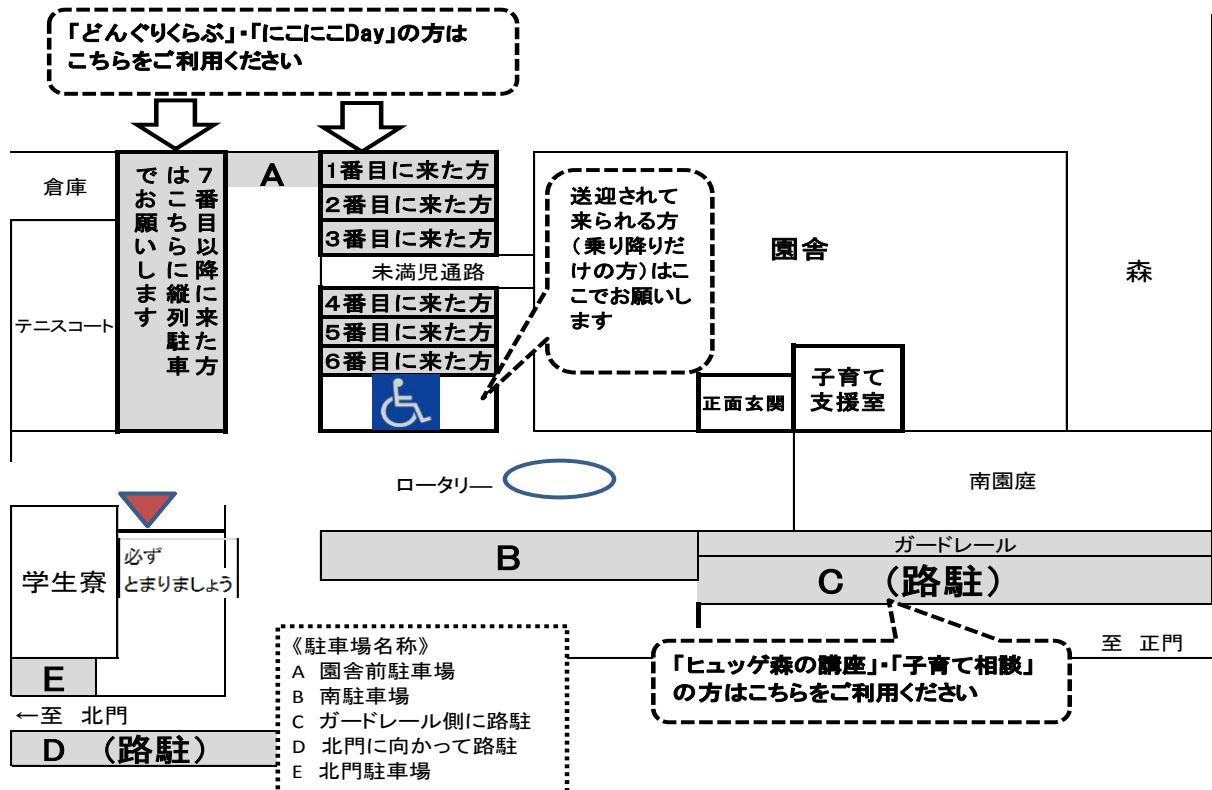 「どんぐりくらぶ」・「にこにこDay」の方は
こちらをご利用ください
倉庫
テニスコート
７番目以降に来た方
はこちらに縦列駐車
でお願いします
A
1番目に来た方
2番目に来た方
3番目に来た方
未満児通路
4番目に来た方
5番目に来た方
6番目に来た方
送迎されて
来られる方
（乗り降りだ
けの方）はこ
こでお願いし
ます
園舎
森
正面玄関
子育て
支援室
ロータリー
南園庭
学生寮
必ず
とまりましょう
B
ガードレール
C （路駐）
「ヒュッゲ森の講座」・「子育て相談」
の方はこちらをご利用ください
至 正門
E
←至 北門
D （路駐）
《駐車場名称》
A 園舎前駐車場
B 南駐車場
C ガードレール側に路駐
D 北門に向かって路駐
E 北門駐車場